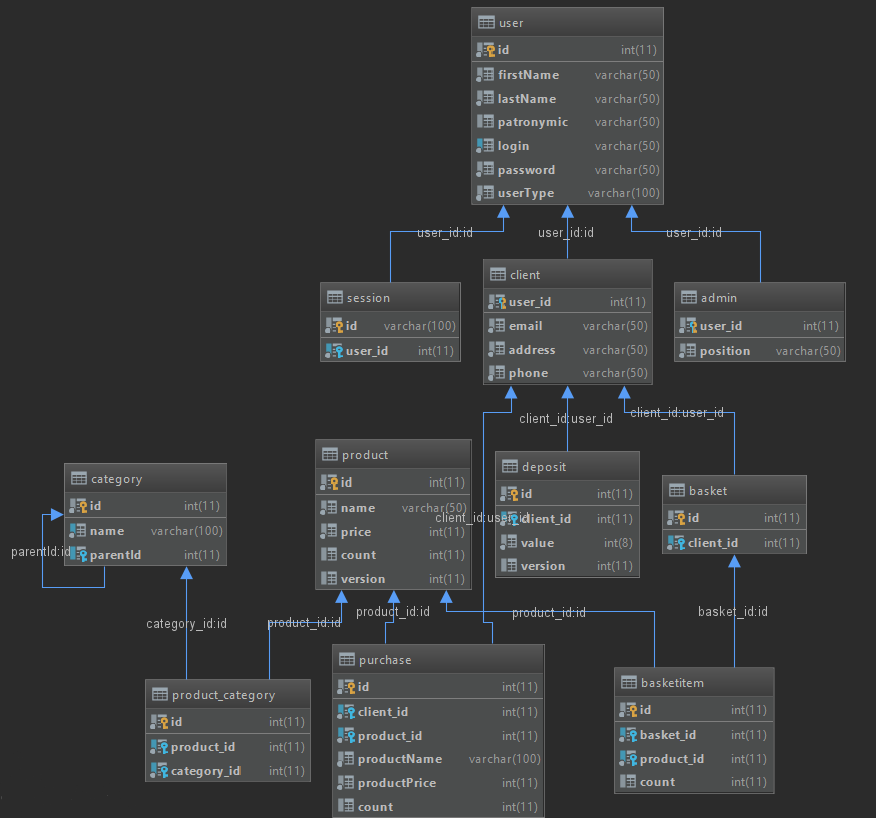 user
id int(11)
firstName varchar(50)
lastName varchar(50)
patronymic varchar(50)
login varchar(50)
password varchar(50)
userType varchar(100)
user_id:id
user_id:id
user_id:id
session
id varchar(100)
user_id int(11)
client
user_id int(11)
email varchar(50)
address varchar(50)
phone varchar(50)
admin
user_id int(11)
position varchar(50)
client_id:user_id
client_id:user_id
category
id int(11)
name varchar(100)
parentId int(11)
parentId:id
product
id int(11)
name varchar(50)
price int(11)
count int(11)
version int(11)
client_id:user_id
deposit
id int(11)
client_id int(11)
value int(8)
version int(11)
basket
id int(11)
client_id int(11)
category_id:id
product_id:id
product_id:id
product_id:id
basket_id:id
product_category
id int(11)
product_id int(11)
category_id int(11)
purchase
id int(11)
client_id int(11)
product_id int(11)
productName varchar(100)
productPrice int(11)
count int(11)
basketitem
id int(11)
basket_id int(11)
product_id int(11)
count int(11)